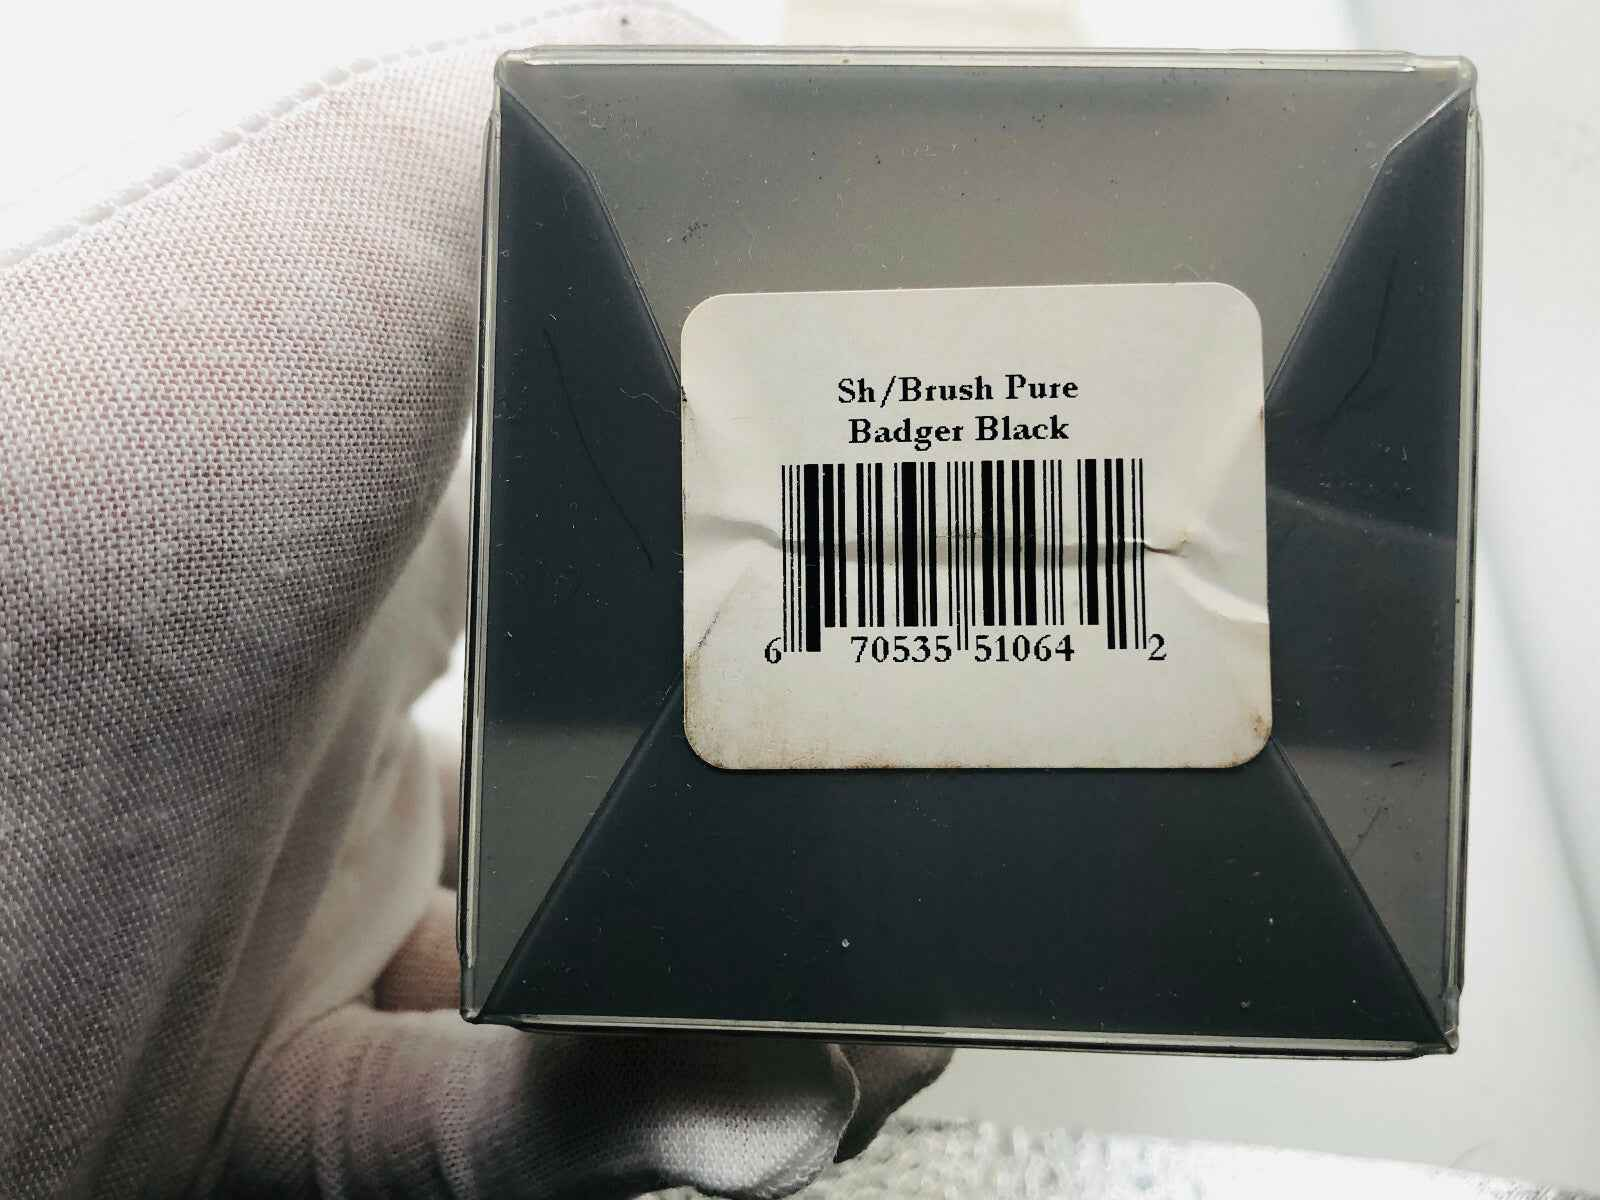 Sh/Brush Pure
Badger Black
6 70535 51064 2